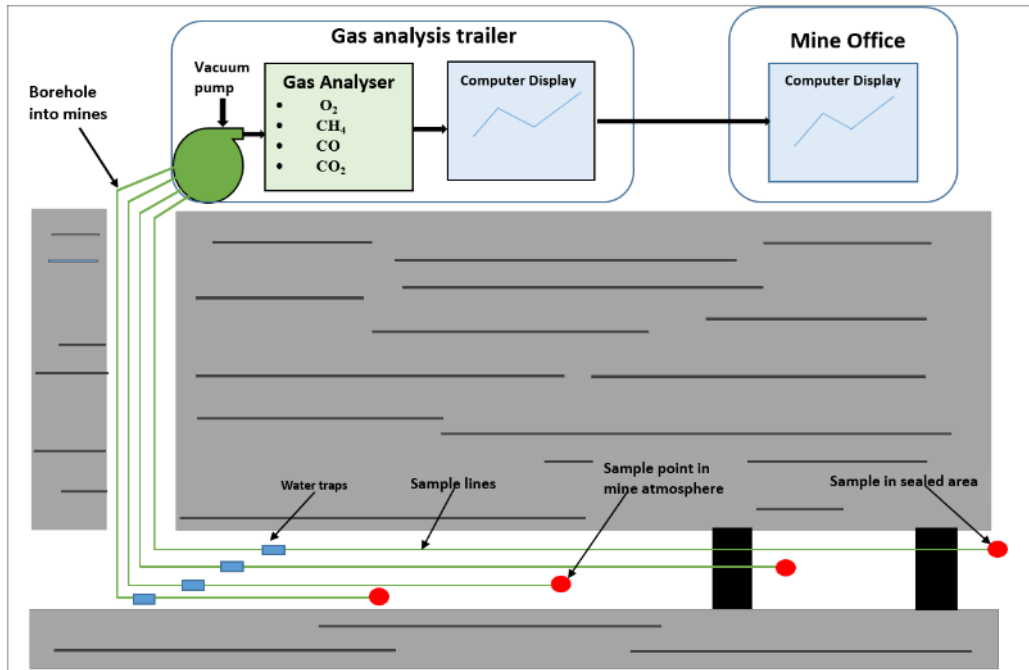 Gas analysis trailer
Mine Office
Vacuum
pump
Borehole
into mines
Gas Analyser
• O₂
• CH₄
• CO
• CO₂
Computer Display
Computer Display
Water traps
Sample lines
Sample point in
mine atmosphere
Sample in sealed area